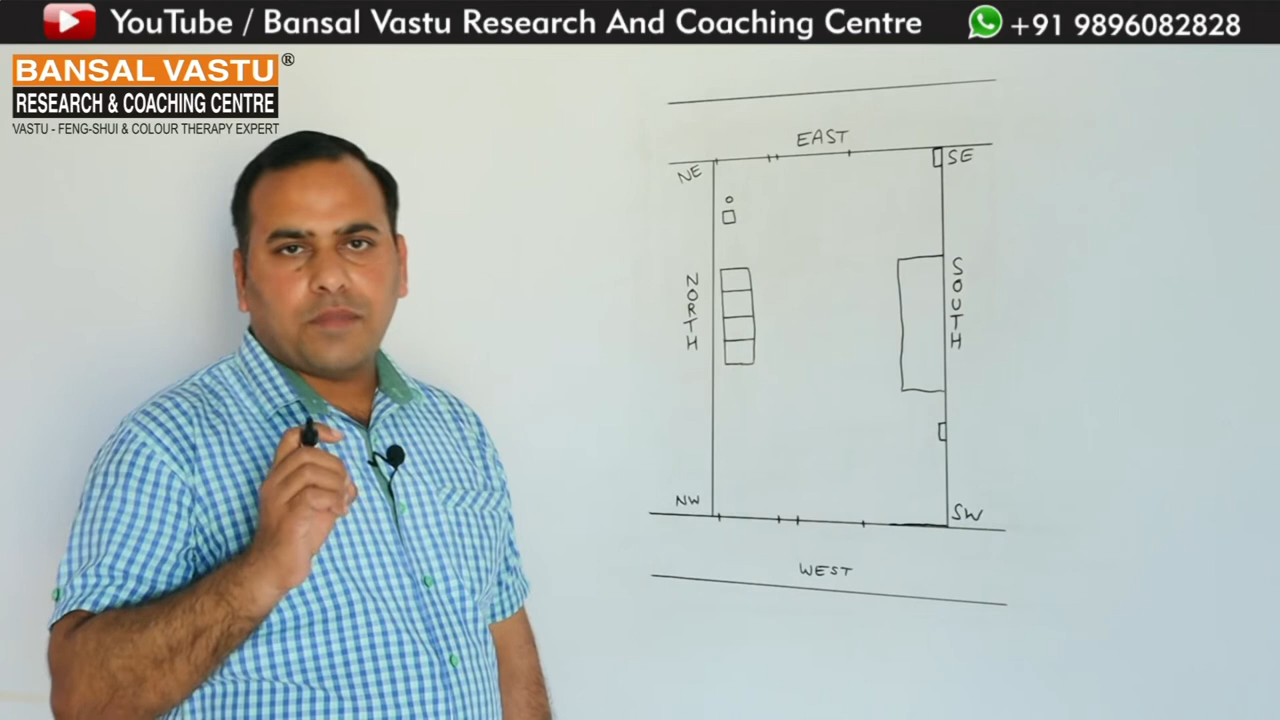 YouTube / Bansal Vastu Research And Coaching Centre
+91 9896082828
BANSAL VASTU ®
RESEARCH & COACHING CENTRE
VASTU - FENG-SHUI & COLOUR THERAPY EXPERT
EAST
NE
SE
NORTH
SOUTH
NW
SW
WEST